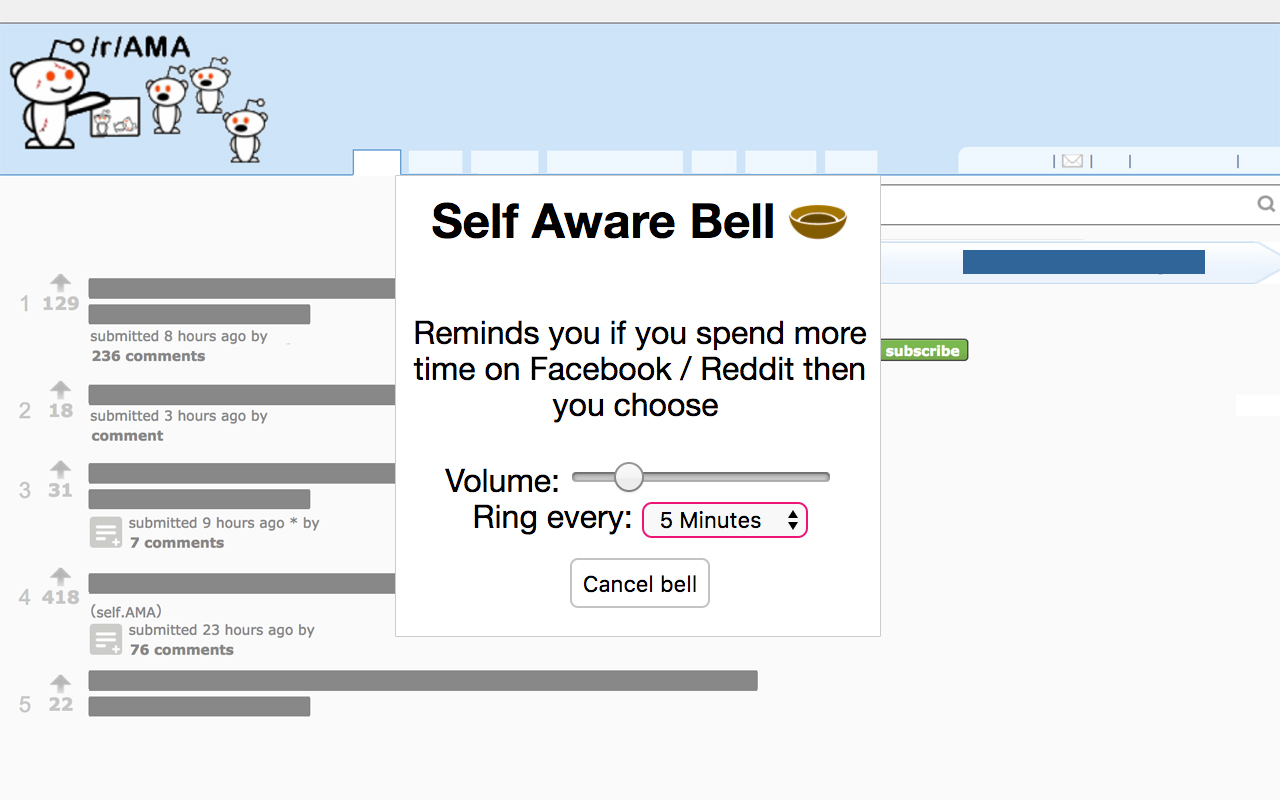 /r/AMA
Self Aware Bell
Reminds you if you spend more
time on Facebook / Reddit then
you choose
Volume:
Ring every: 5 Minutes
Cancel bell
subscribe
1 129
submitted 8 hours ago by
236 comments
2 18
submitted 3 hours ago by
comment
3 31
submitted 9 hours ago * by
7 comments
4 418
(self.AMA)
submitted 23 hours ago by
76 comments
5 22